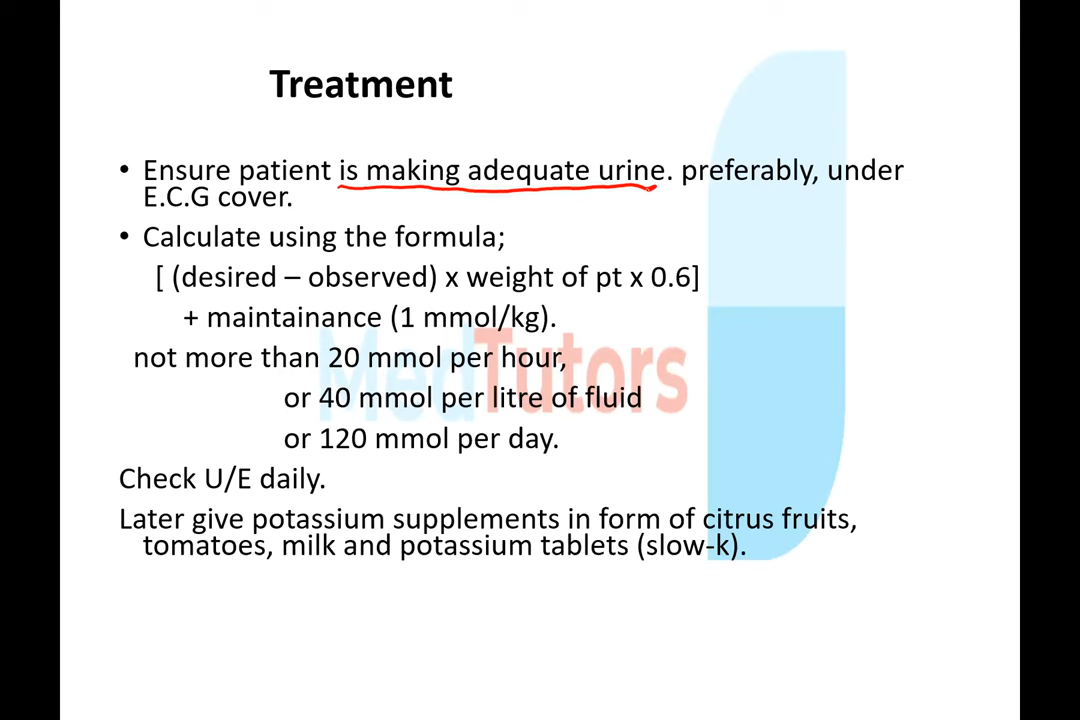 Treatment
• Ensure patient is making adequate urine. preferably, under
E.C.G cover.
• Calculate using the formula;
[ (desired – observed) x weight of pt x 0.6]
+ maintainance (1 mmol/kg).
not more than 20 mmol per hour,
or 40 mmol per litre of fluid
or 120 mmol per day.
MedTutors
Check U/E daily.
Later give potassium supplements in form of citrus fruits,
tomatoes, milk and potassium tablets (slow-k).